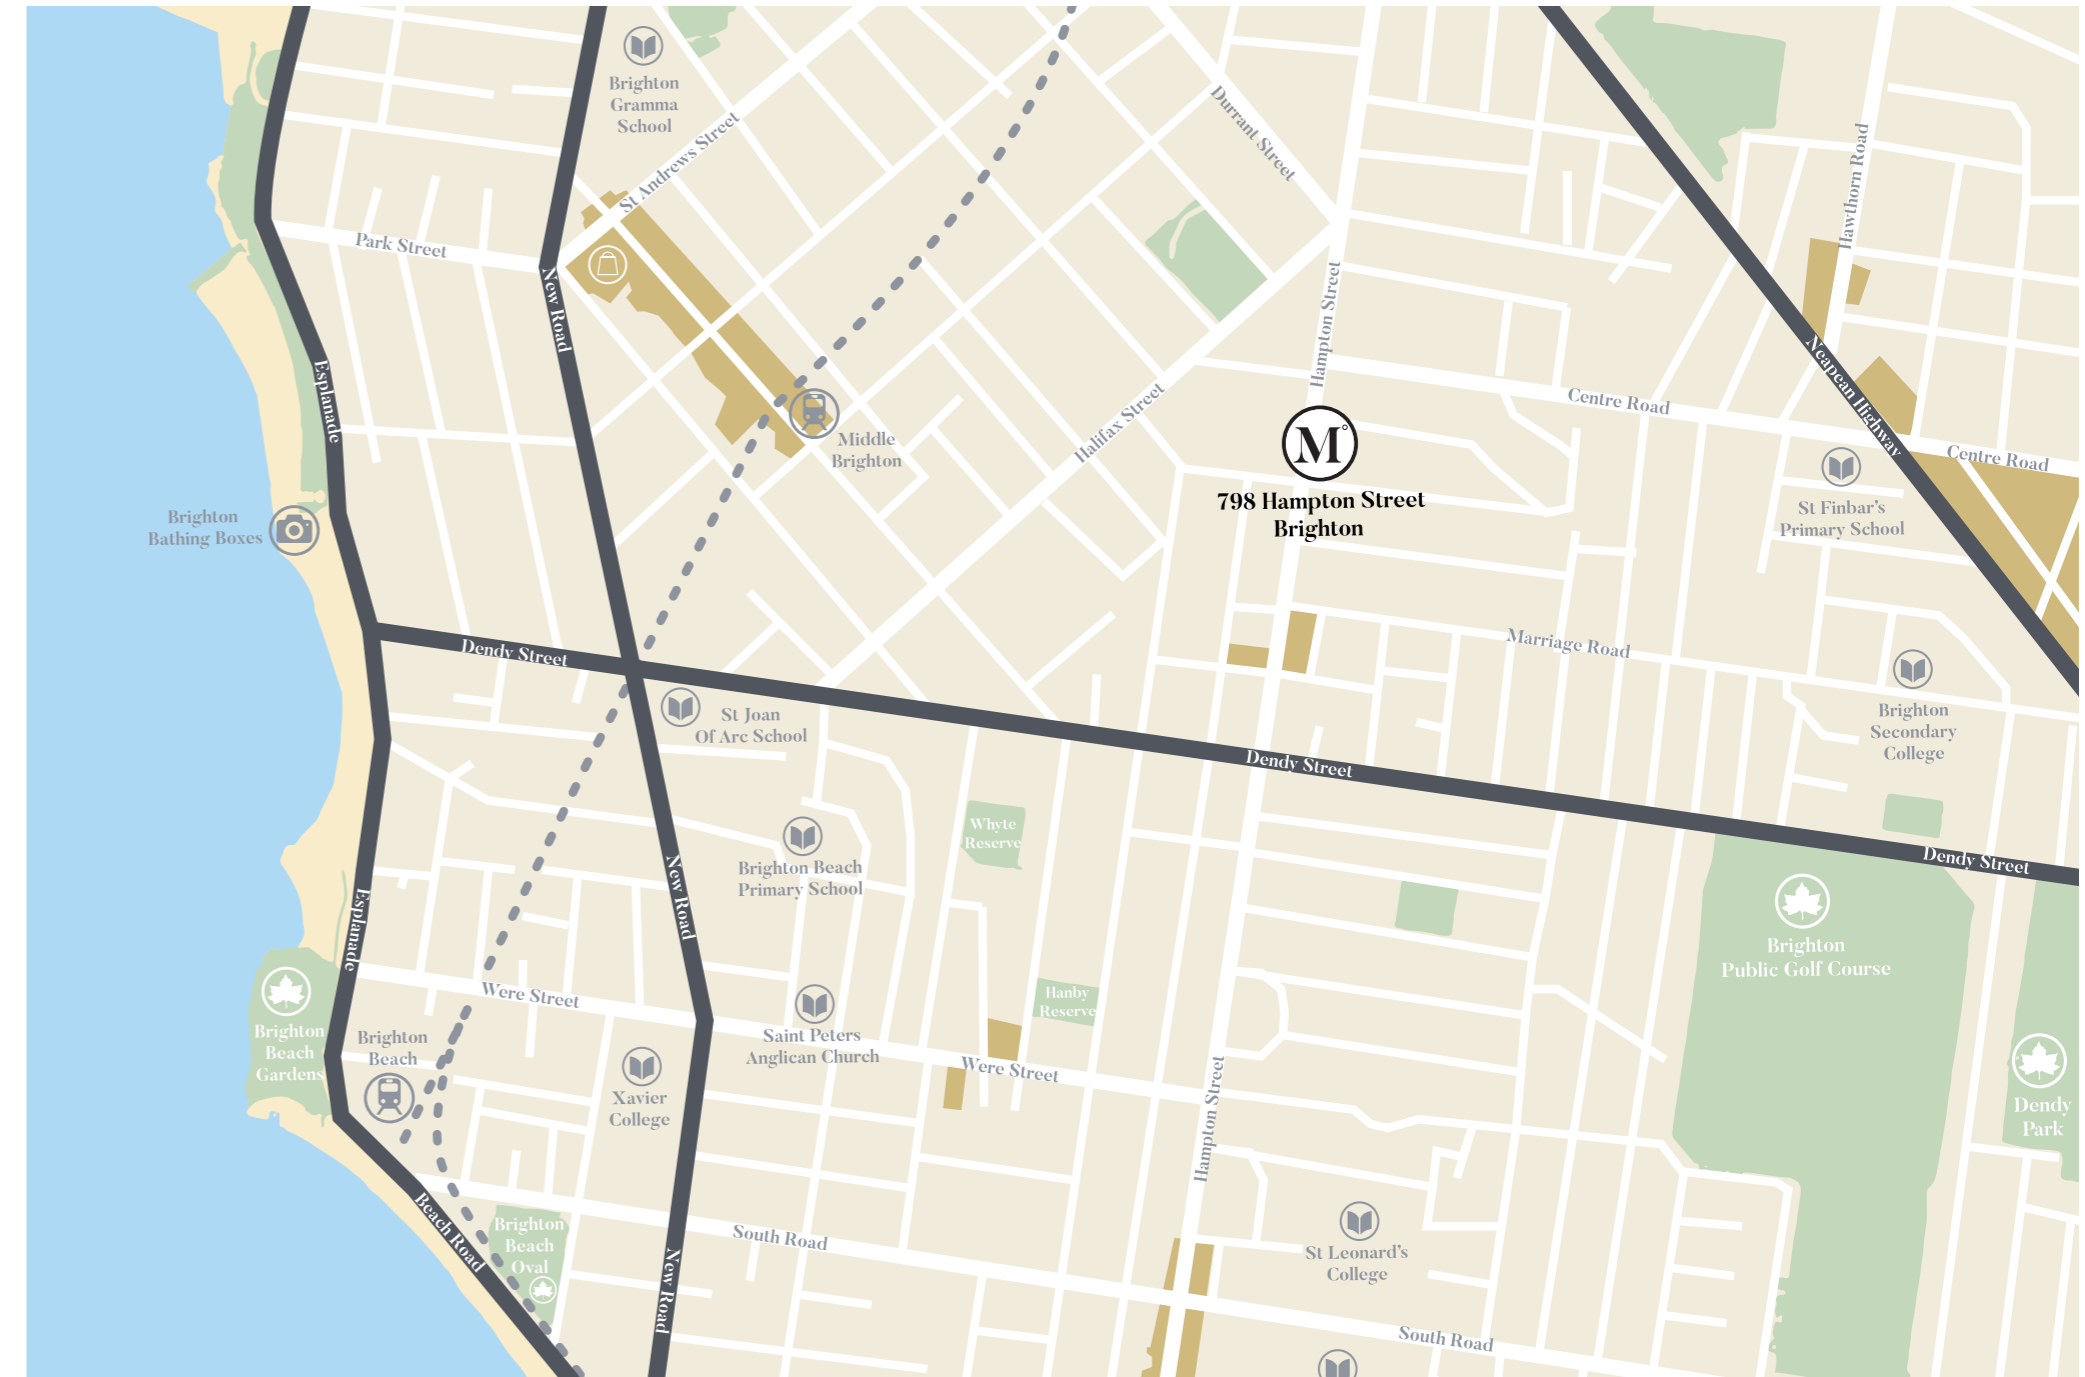 Brighton
Gramma
School
St Andrews Street
Durrant Street
Hawthorn Road
Park Street
New Road
Hampton Street
Esplanade
Neapean Highway
Halifax Street
Centre Road
Centre Road
Middle
Brighton
M°
798 Hampton Street
Brighton
St Finbar’s
Primary School
Brighton
Bathing Boxes
Dendy Street
Marriage Road
St Joan
Of Arc School
Brighton
Secondary
College
Dendy Street
Whyte
Reserve
Dendy Street
Brighton Beach
Primary School
New Road
Esplanade
Brighton
Public Golf Course
Were Street
Hanby
Reserve
Brighton
Beach
Gardens
Brighton
Beach
Saint Peters
Anglican Church
Were Street
Xavier
College
Hampton Street
Dendy
Park
Beach Road
Brighton
Beach
Oval
South Road
St Leonard’s
College
New Road
South Road